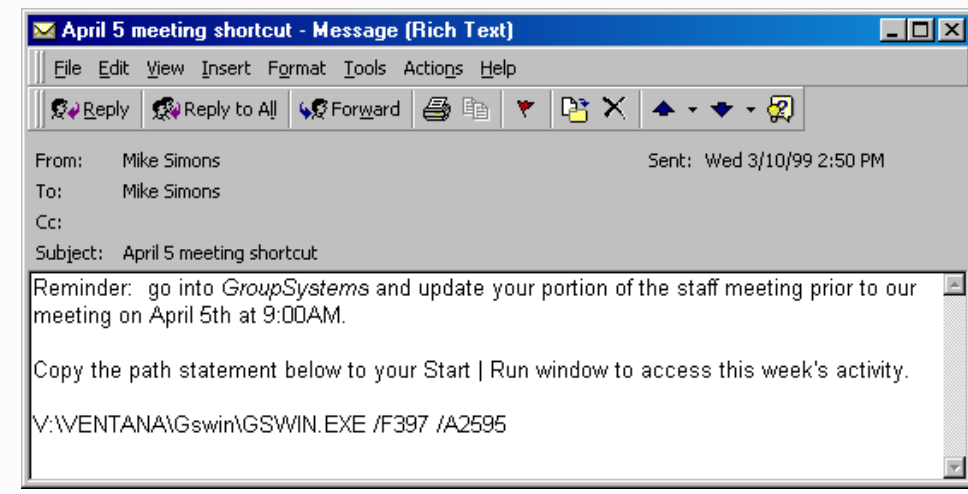 April 5 meeting shortcut - Message (Rich Text)
File Edit View Insert Format Tools Actions Help
Reply Reply to All Forward
From: Mike Simons Sent: Wed 3/10/99 2:50 PM
To: Mike Simons
Cc:
Subject: April 5 meeting shortcut
Reminder: go into GroupSystems and update your portion of the staff meeting prior to our
meeting on April 5th at 9:00AM.
Copy the path statement below to your Start | Run window to access this week's activity.
V:\VENTANA\Gswin\GSWIN.EXE /F397 /A2595